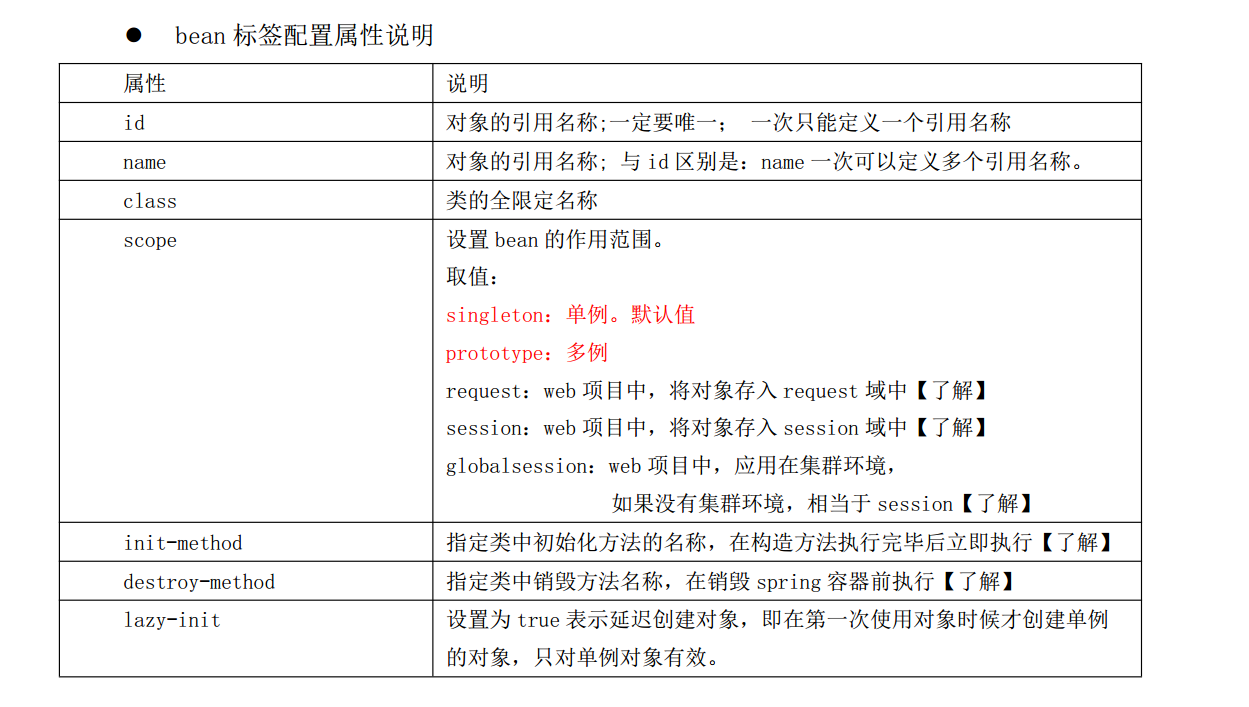 ● bean 标签配置属性说明
属性 说明
id 对象的引用名称;一定要唯一； 一次只能定义一个引用名称
name 对象的引用名称; 与 id 区别是：name 一次可以定义多个引用名称。
class 类的全限定名称
scope 设置 bean 的作用范围。
取值：
singleton：单例。默认值
prototype：多例
request：web 项目中，将对象存入 request 域中【了解】
session：web 项目中，将对象存入 session 域中【了解】
globalsession：web 项目中，应用在集群环境，
如果没有集群环境，相当于 session【了解】
init-method 指定类中初始化方法的名称，在构造方法执行完毕后立即执行【了解】
destroy-method 指定类中销毁方法名称，在销毁 spring 容器前执行【了解】
lazy-init 设置为 true 表示延迟创建对象，即在第一次使用对象时候才创建单例
的对象，只对单例对象有效。